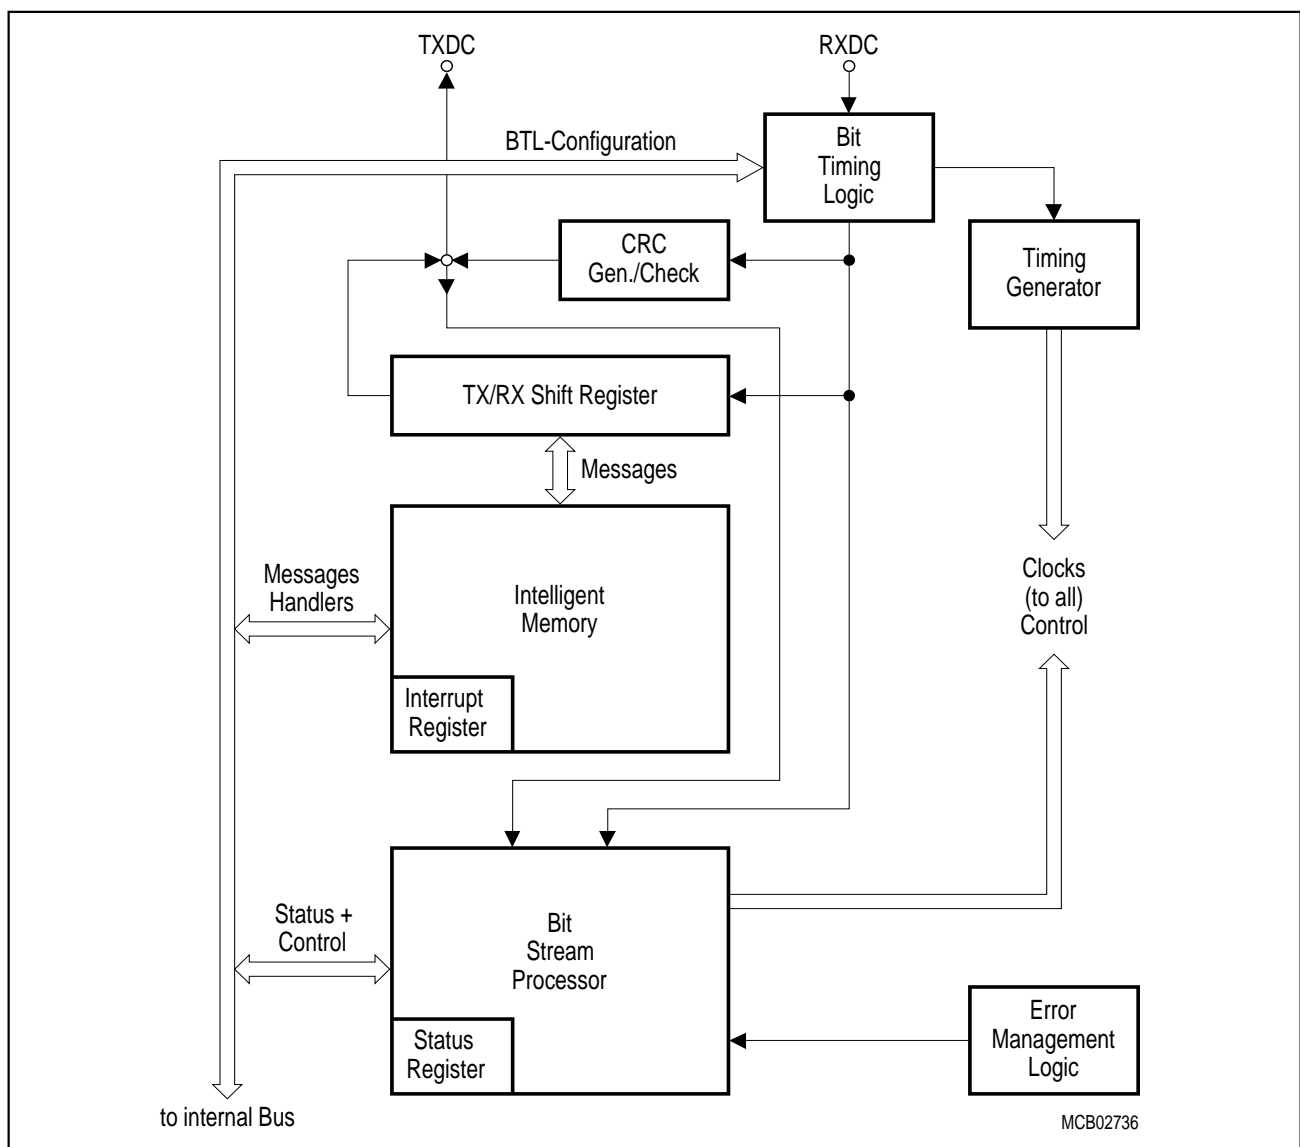 TXDC
RXDC
BTL-Configuration
Bit
Timing
Logic
CRC
Gen./Check
Timing
Generator
TX/RX Shift Register
Messages
Messages
Handlers
Intelligent
Memory
Clocks
(to all)
Control
Interrupt
Register
Status +
Control
Bit
Stream
Processor
Status
Register
Error
Management
Logic
to internal Bus
MCB02736